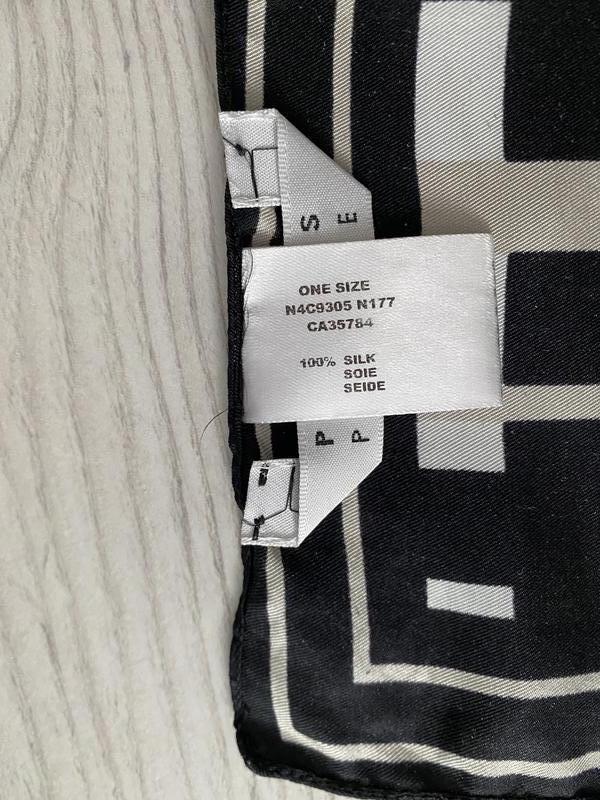 S
E
ONE SIZE
N4C9305 N177
CA35784
100% SILK
SOIE
SEIDE
P
P